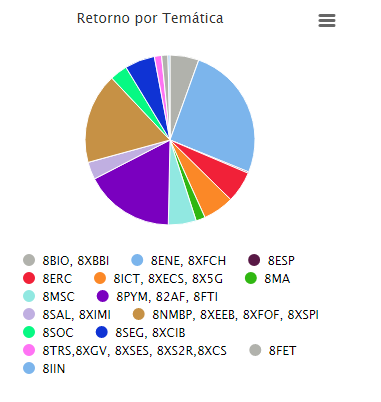 Retorno por Temática
8BIO, 8XBBI 8ENE, 8XFCH 8ESP
8ERC 8ICT, 8XECS, 8X5G 8MA
8MSC 8PYM, 82AF, 8FTI
8SAL, 8XIMI 8NMBP, 8XEEB, 8XFOF, 8XSPI
8SOC 8SEG, 8XCIB
8TRS,8XGV, 8XSES, 8XS2R,8XCS 8FET
8IIN